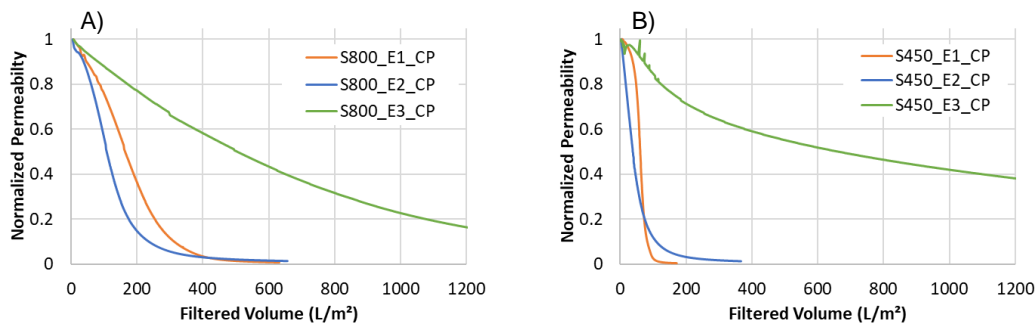 A)
Normalized Permeability
1
0.8
0.6
0.4
0.2
0
0
200
400
600
800
1000
1200
Filtered Volume (L/m²)
S800_E1_CP
S800_E2_CP
S800_E3_CP
B)
Normalized Permeability
1
0.8
0.6
0.4
0.2
0
0
200
400
600
800
1000
1200
Filtered Volume (L/m²)
S450_E1_CP
S450_E2_CP
S450_E3_CP